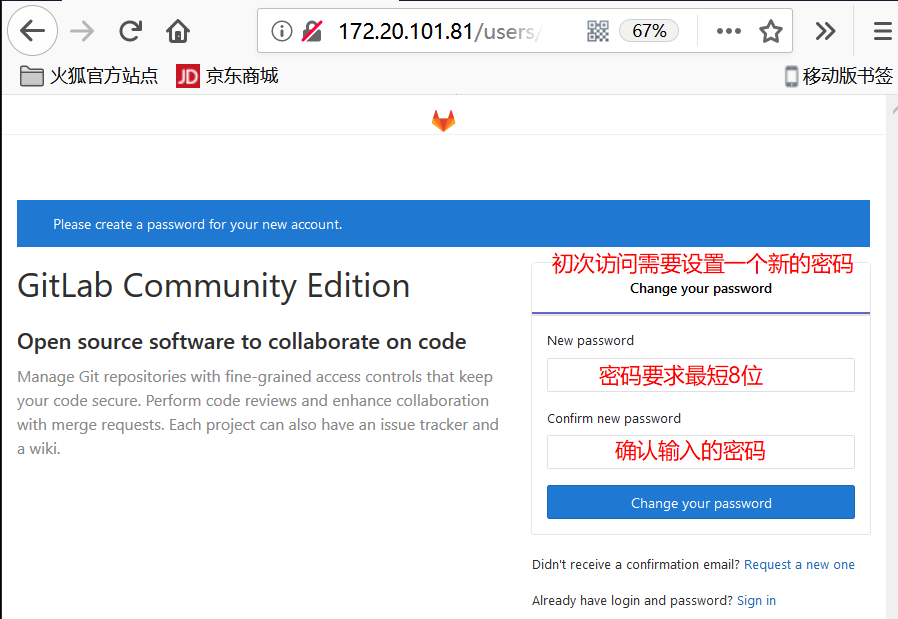 172.20.101.81/users/
67%
火狐官方站点
JD 京东商城
移动版书签
Please create a password for your new account.
GitLab Community Edition
Open source software to collaborate on code
Manage Git repositories with fine-grained access controls that keep
your code secure. Perform code reviews and enhance collaboration
with merge requests. Each project can also have an issue tracker and
a wiki.
初次访问需要设置一个新的密码
Change your password
New password
密码要求最短8位
Confirm new password
确认输入的密码
Change your password
Didn't receive a confirmation email? Request a new one
Already have login and password? Sign in